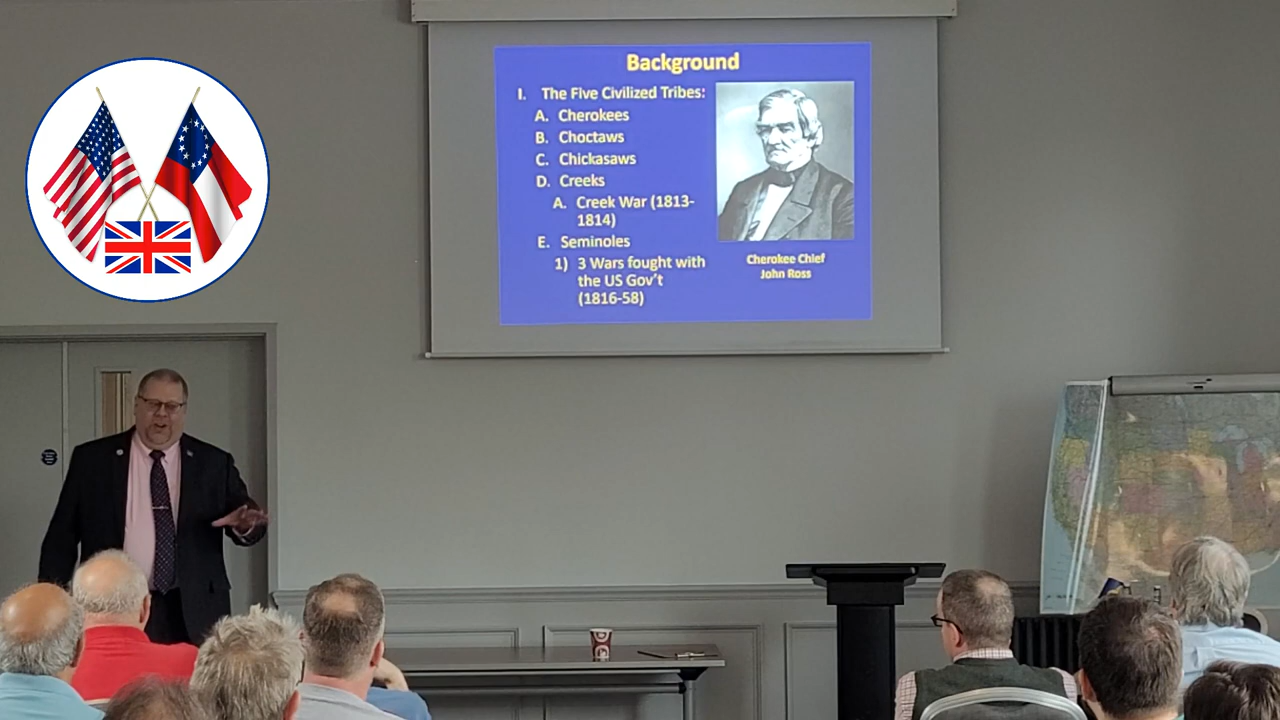 Background
I. The Five Civilized Tribes:
A. Cherokees
B. Choctaws
C. Chickasaws
D. Creeks
A. Creek War (1813-
1814)
E. Seminoles
1) 3 Wars fought with
the US Gov't
(1816-58)
Cherokee Chief
John Ross